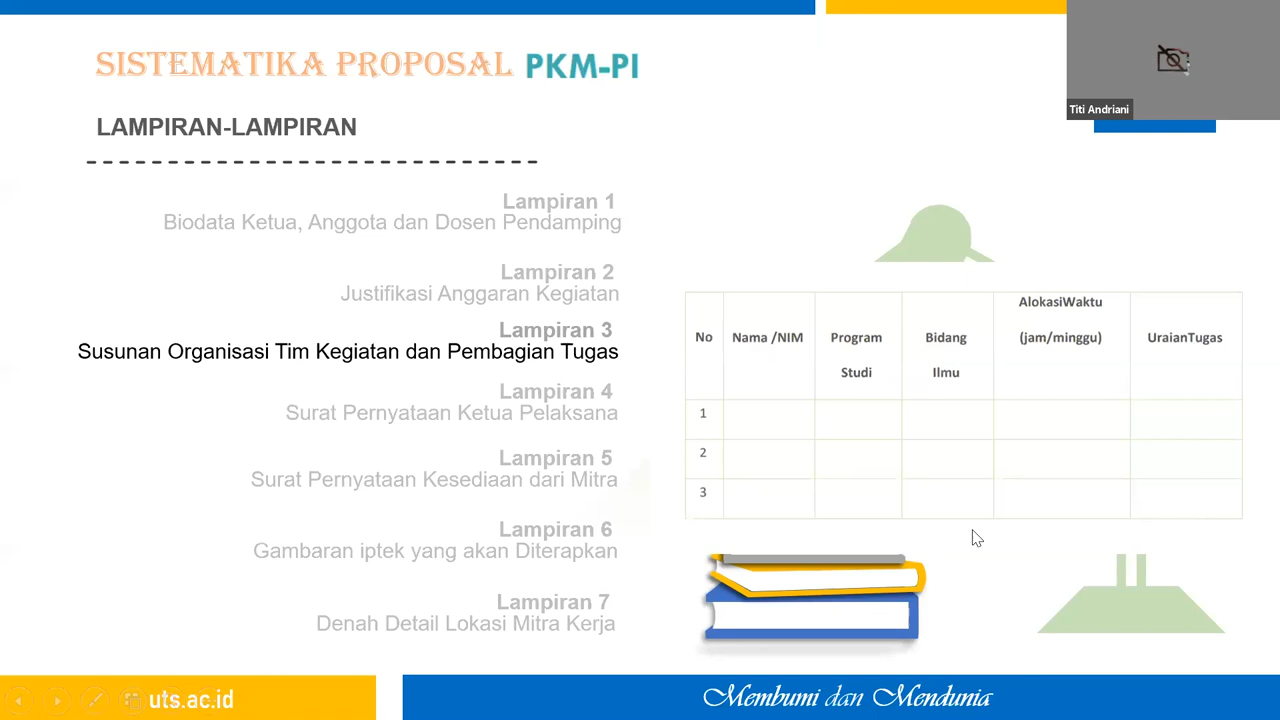 SISTEMATIKA PROPOSAL PKM-PI
Titi Andriani
LAMPIRAN-LAMPIRAN
Lampiran 1
Biodata Ketua, Anggota dan Dosen Pendamping
Lampiran 2
Justifikasi Anggaran Kegiatan
Lampiran 3
Susunan Organisasi Tim Kegiatan dan Pembagian Tugas
Lampiran 4
Surat Pernyataan Ketua Pelaksana
Lampiran 5
Surat Pernyataan Kesediaan dari Mitra
Lampiran 6
Gambaran iptek yang akan Diterapkan
Lampiran 7
Denah Detail Lokasi Mitra Kerja
AlokasiWaktu
No Nama /NIM Program Bidang (jam/minggu) UraianTugas
Studi Ilmu
1
2
3
uts.ac.id
Membumi dan Mendunia